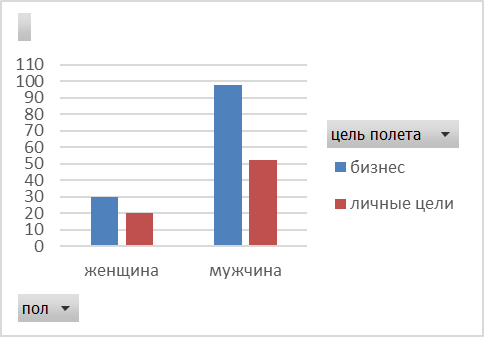 110
100
90
80
70
60
50
40
30
20
10
0
женщина мужчина
цель полета
бизнес
личные цели
пол